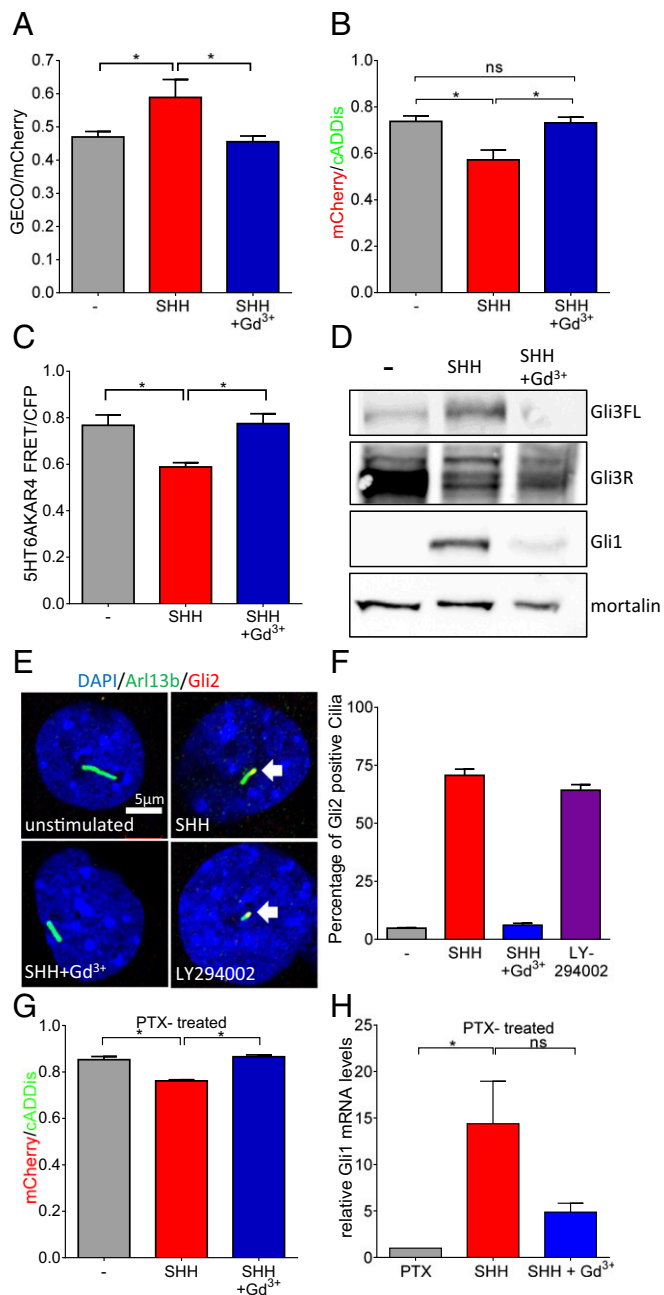 A
*
*
GECO/mCherry
0.7
0.6
0.5
0.4
0.3
0.2
0.1
0.0
-
SHH
SHH
+Gd³⁺
B
ns
*
*
mCherry/cADDis
1.0
0.8
0.6
0.4
0.2
0.0
-
SHH
SHH
+Gd³⁺
C
*
*
5HT6AKAR4 FRET/CFP
1.0
0.8
0.6
0.4
0.2
0.0
-
SHH
SHH
+Gd³⁺
D
-
SHH
SHH
+Gd³⁺
Gli3FL
Gli3R
Gli1
mortalin
E
DAPI/Arl13b/Gli2
5μm
unstimulated
SHH
SHH+Gd³⁺
LY294002
F
Percentage of Gli2 positive Cilia
100
75
50
25
0
-
SHH
SHH
+Gd³⁺
LY-
294002
G
PTX- treated
*
*
mCherry/cADDis
1.0
0.8
0.6
0.4
0.2
0.0
-
SHH
SHH
+Gd³⁺
H
PTX- treated
*
ns
relative Gli1 mRNA levels
25
20
15
10
5
0
PTX
SHH
SHH + Gd³⁺